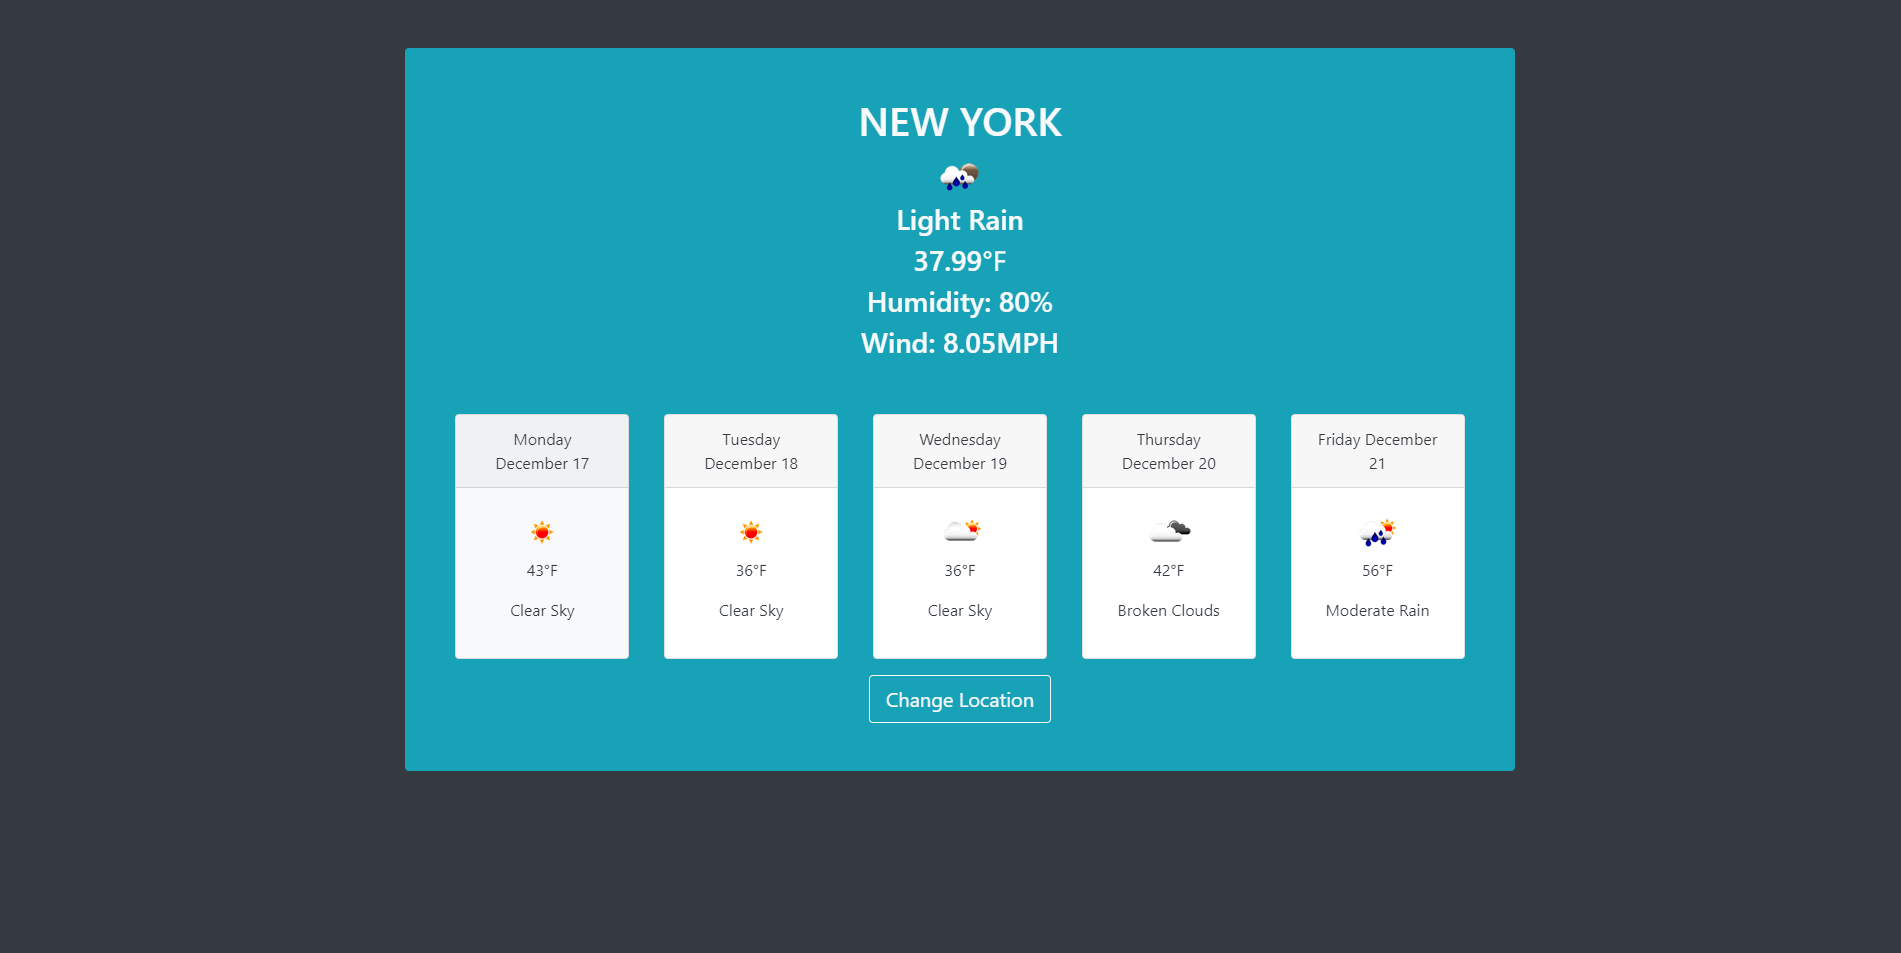 NEW YORK
Light Rain
37.99°F
Humidity: 80%
Wind: 8.05MPH
Monday
December 17
43°F
Clear Sky
Tuesday
December 18
36°F
Clear Sky
Wednesday
December 19
36°F
Clear Sky
Thursday
December 20
42°F
Broken Clouds
Friday December
21
56°F
Moderate Rain
Change Location